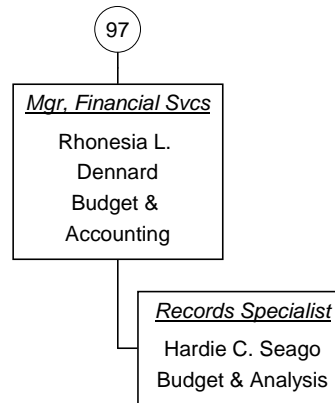 97
Mgr, Financial Svcs
Rhonesia L.
Dennard
Budget &
Accounting
Records Specialist
Hardie C. Seago
Budget & Analysis